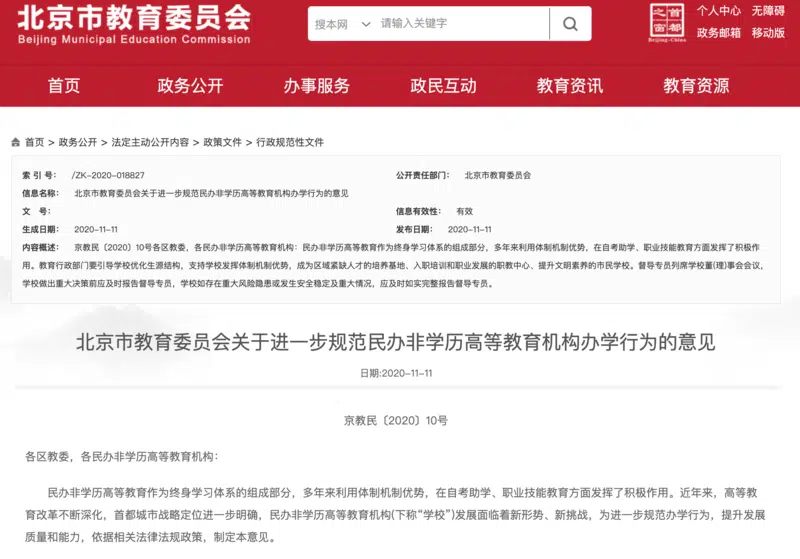 北京市教育委员会
Beijing Municipal Education Commission
搜本网 请输入关键字
首都之窗
Beijing-China
个人中心 无障碍
政务邮箱 移动版
首页 政务公开 办事服务 政民互动 教育资讯 教育资源
首页 > 政务公开 > 法定主动公开内容 > 政策文件 > 行政规范性文件
索 引 号： /ZK-2020-018827 公开责任部门： 北京市教育委员会
信息名称： 北京市教育委员会关于进一步规范民办非学历高等教育机构办学行为的意见
文 号： 信息有效性： 有效
生成日期： 2020-11-11 发布日期： 2020-11-11
内容概述： 京教民〔2020〕10号各区教委，各民办非学历高等教育机构：民办非学历高等教育作为终身学习体系的组成部分，多年来利用体制机制优势，在自考助学、职业技能教育方面发挥了积极作
用。教育行政部门要引导学校优化生源结构，支持学校发挥体制机制优势，成为区域紧缺人才的培养基地、入职培训和职业发展的职教中心、提升文明素养的市民学校。督导专员列席学校董(理)事会会议，
学校做出重大决策前应及时报告督导专员，学校如存在重大风险隐患或发生安全稳定及重大情况，应及时如实完整报告督导专员。
北京市教育委员会关于进一步规范民办非学历高等教育机构办学行为的意见
日期:2020-11-11
京教民〔2020〕10号
各区教委，各民办非学历高等教育机构：
民办非学历高等教育作为终身学习体系的组成部分，多年来利用体制机制优势，在自考助学、职业技能教育方面发挥了积极作用。近年来，高等教
育改革不断深化，首都城市战略定位进一步明确，民办非学历高等教育机构(下称“学校”)发展面临着新形势、新挑战，为进一步规范办学行为，提升发展
质量和能力，依据相关法律法规政策，制定本意见。